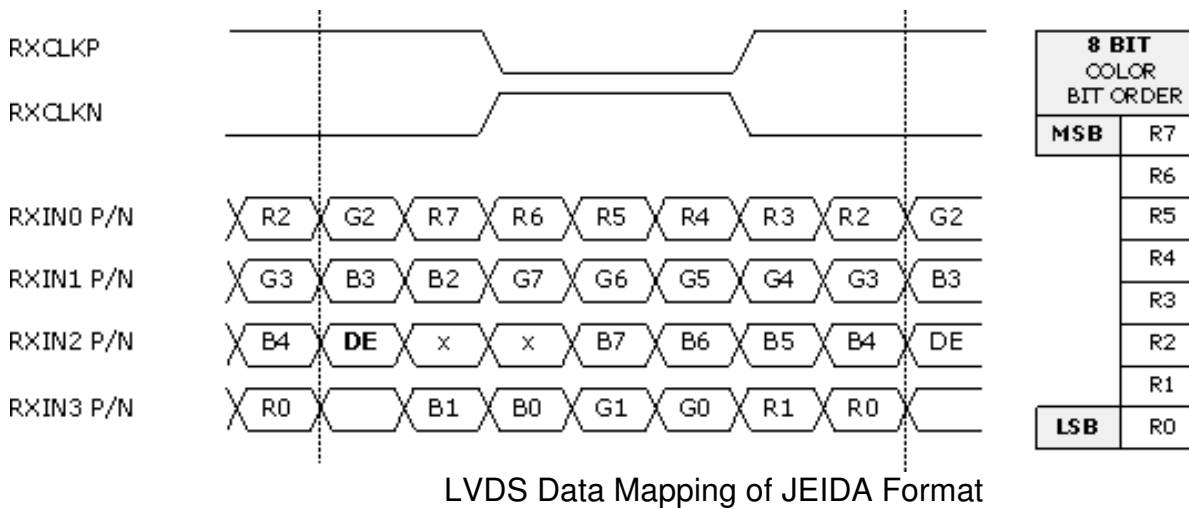 RXCLKP
RXCLKN
RXIN0 P/N R2 G2 R7 R6 R5 R4 R3 R2 G2
RXIN1 P/N G3 B3 B2 G7 G6 G5 G4 G3 B3
RXIN2 P/N B4 DE x x B7 B6 B5 B4 DE
RXIN3 P/N R0 B1 B0 G1 G0 R1 R0
8 BIT
COLOR
BIT ORDER
MSB R7
R6
R5
R4
R3
R2
R1
LSB R0
LVDS Data Mapping of JEIDA Format